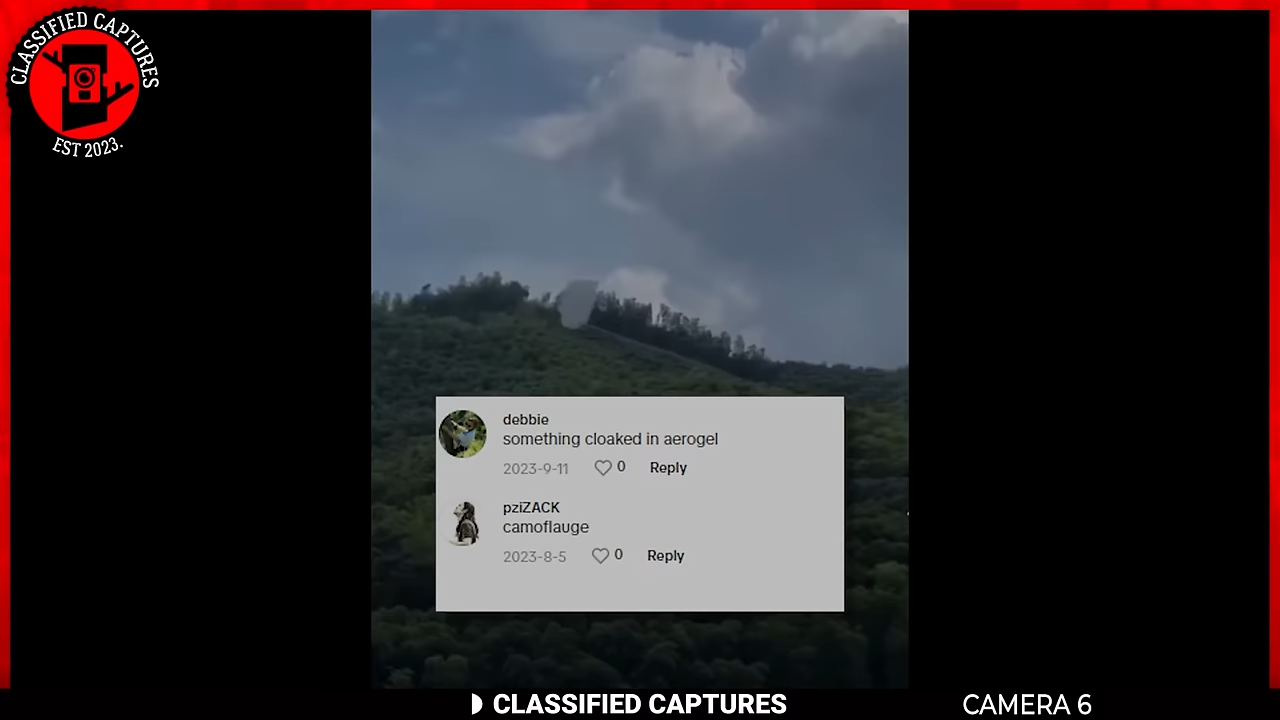 CLASSIFIED CAPTURES
EST 2023.
debbie
something cloaked in aerogel
2023-9-11 0 Reply
pziZACK
camoflauge
2023-8-5 0 Reply
CLASSIFIED CAPTURES
CAMERA 6